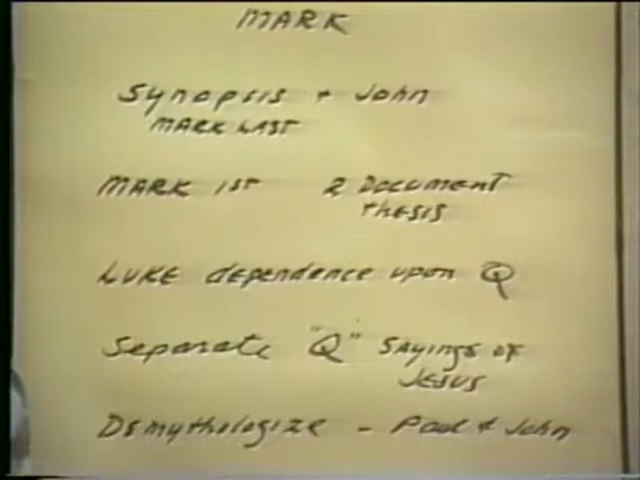 MARK
Synopsis + John
MARK LAST
MARK 1st 2 Document
thesis
LUKE dependence upon Q
Separate "Q" Sayings of
JESUS
Demythologize - Paul & John